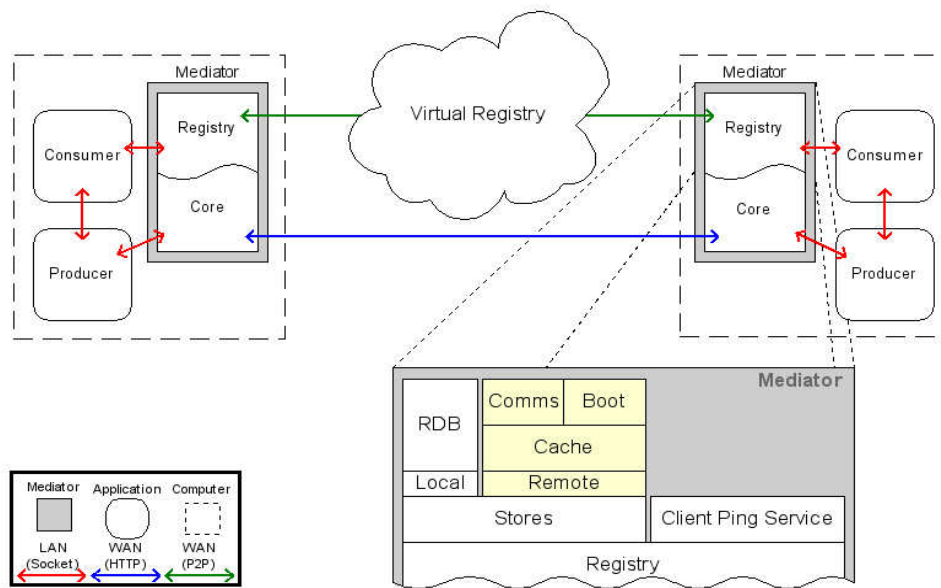 Mediator
Mediator
Virtual Registry
Registry
Registry
Consumer
Consumer
Core
Core
Producer
Producer
Mediator
Comms
Boot
RDB
Cache
Local
Remote
Stores
Client Ping Service
Registry
Mediator
Application
Computer
LAN
(Socket)
WAN
(HTTP)
WAN
(P2P)